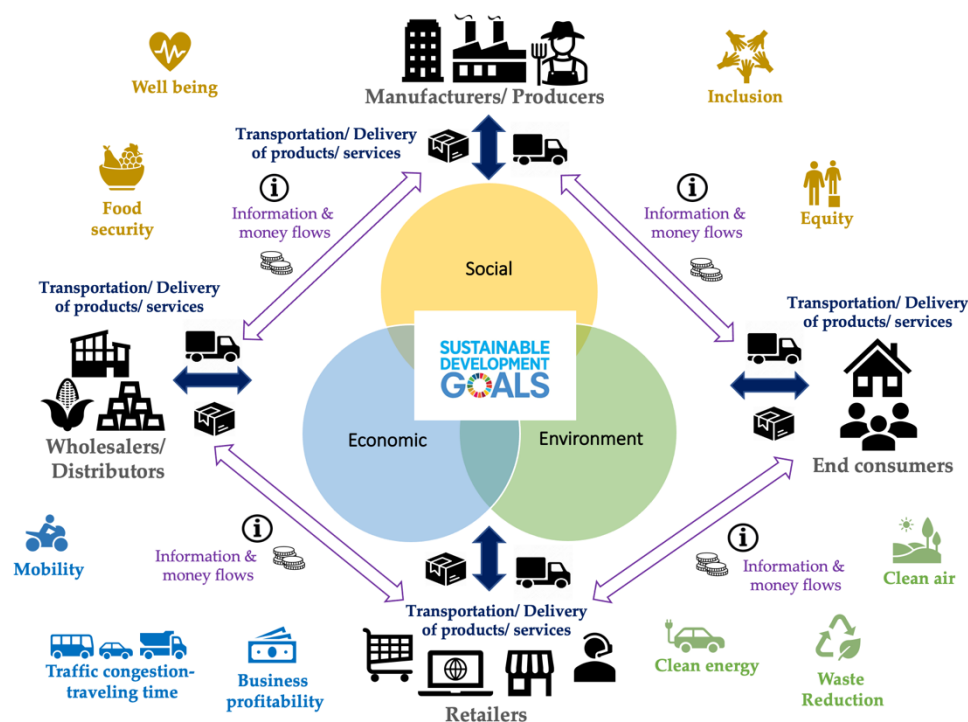 Manufacturers/ Producers
Well being
Inclusion
Transportation/ Delivery
of products/ services
Food
security
Information &
money flows
Information &
money flows
Equity
Social
Transportation/ Delivery
of products/ services
Transportation/ Delivery
of products/ services
SUSTAINABLE
DEVELOPMENT
GOALS
Economic
Environment
Wholesalers/
Distributors
End consumers
Mobility
Information &
money flows
Information &
money flows
Clean air
Transportation/ Delivery
of products/ services
Traffic congestion-
traveling time
Business
profitability
Clean energy
Waste
Reduction
Retailers